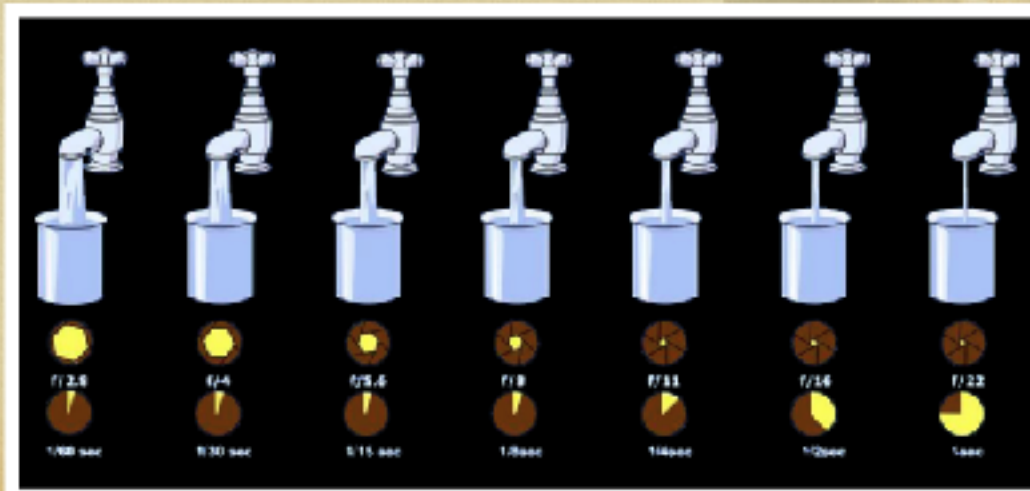 f/2.8 f/4 f/5.6 f/8 f/11 f/16 f/22
1/60 sec 1/30 sec 1/15 sec 1/8sec 1/4sec 1/2sec 1sec